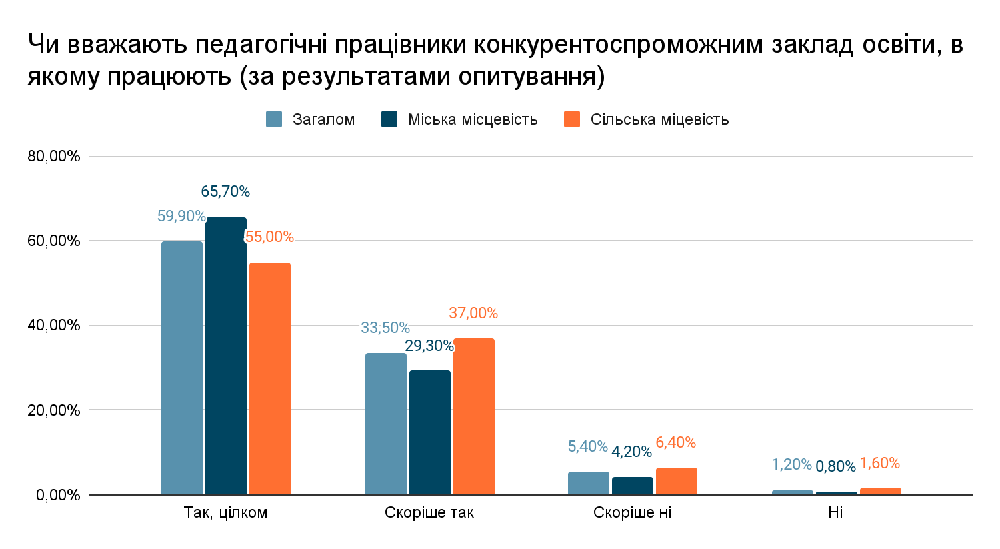 Чи вважають педагогічні працівники конкурентоспроможним заклад освіти, в
якому працюють (за результатами опитування)
Загалом Міська місцевість Сільська міцевість
80,00%
60,00%
40,00%
20,00%
0,00%
59,90% 65,70% 55,00%
33,50% 29,30% 37,00%
5,40% 4,20% 6,40%
1,20% 0,80% 1,60%
Так, цілком Скоріше так Скоріше ні Ні